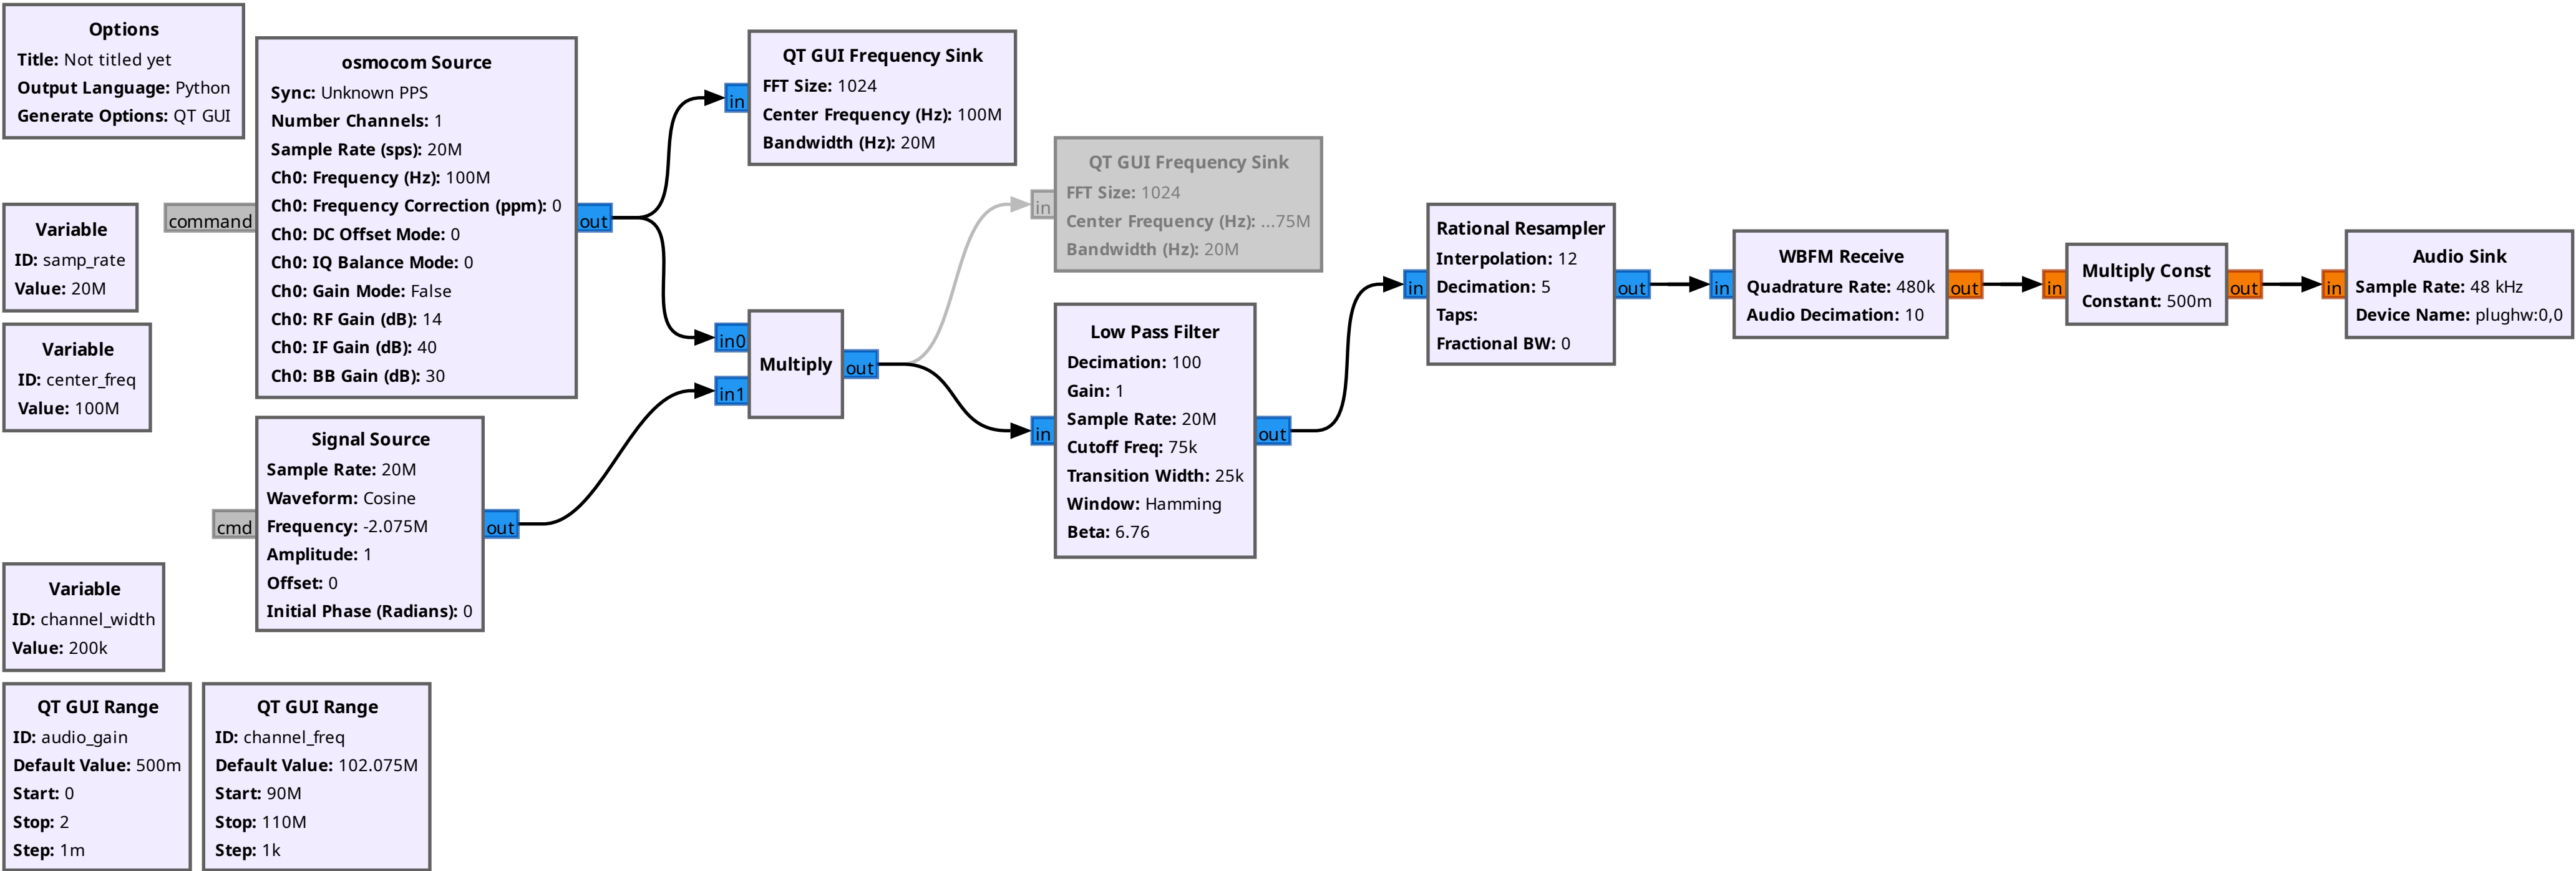 Options
Title: Not titled yet
Output Language: Python
Generate Options: QT GUI
Variable
ID: samp_rate
Value: 20M
Variable
ID: center_freq
Value: 100M
Variable
ID: channel_width
Value: 200k
QT GUI Range
ID: audio_gain
Default Value: 500m
Start: 0
Stop: 2
Step: 1m
QT GUI Range
ID: channel_freq
Default Value: 102.075M
Start: 90M
Stop: 110M
Step: 1k
command
osmocom Source
Sync: Unknown PPS
Number Channels: 1
Sample Rate (sps): 20M
Ch0: Frequency (Hz): 100M
Ch0: Frequency Correction (ppm): 0
Ch0: DC Offset Mode: 0
Ch0: IQ Balance Mode: 0
Ch0: Gain Mode: False
Ch0: RF Gain (dB): 14
Ch0: IF Gain (dB): 40
Ch0: BB Gain (dB): 30
out
cmd
Signal Source
Sample Rate: 20M
Waveform: Cosine
Frequency: -2.075M
Amplitude: 1
Offset: 0
Initial Phase (Radians): 0
out
in
QT GUI Frequency Sink
FFT Size: 1024
Center Frequency (Hz): 100M
Bandwidth (Hz): 20M
in0
in1
Multiply
out
in
QT GUI Frequency Sink
FFT Size: 1024
Center Frequency (Hz): ...75M
Bandwidth (Hz): 20M
in
Low Pass Filter
Decimation: 100
Gain: 1
Sample Rate: 20M
Cutoff Freq: 75k
Transition Width: 25k
Window: Hamming
Beta: 6.76
out
in
Rational Resampler
Interpolation: 12
Decimation: 5
Taps:
Fractional BW: 0
out
in
WBFM Receive
Quadrature Rate: 480k
Audio Decimation: 10
out
in
Multiply Const
Constant: 500m
out
in
Audio Sink
Sample Rate: 48 kHz
Device Name: plughw:0,0